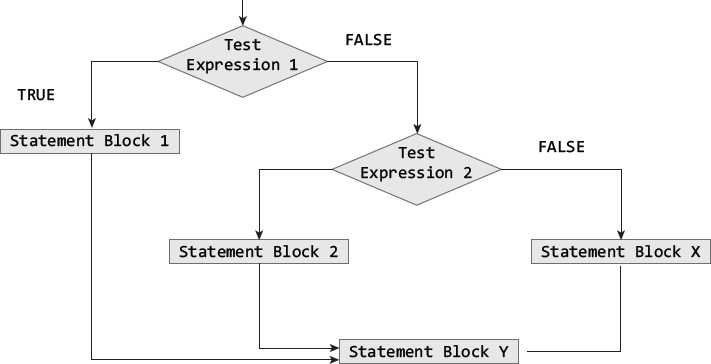 Test
Expression 1
FALSE
TRUE
Statement Block 1
Test
Expression 2
FALSE
Statement Block 2
Statement Block X
Statement Block Y